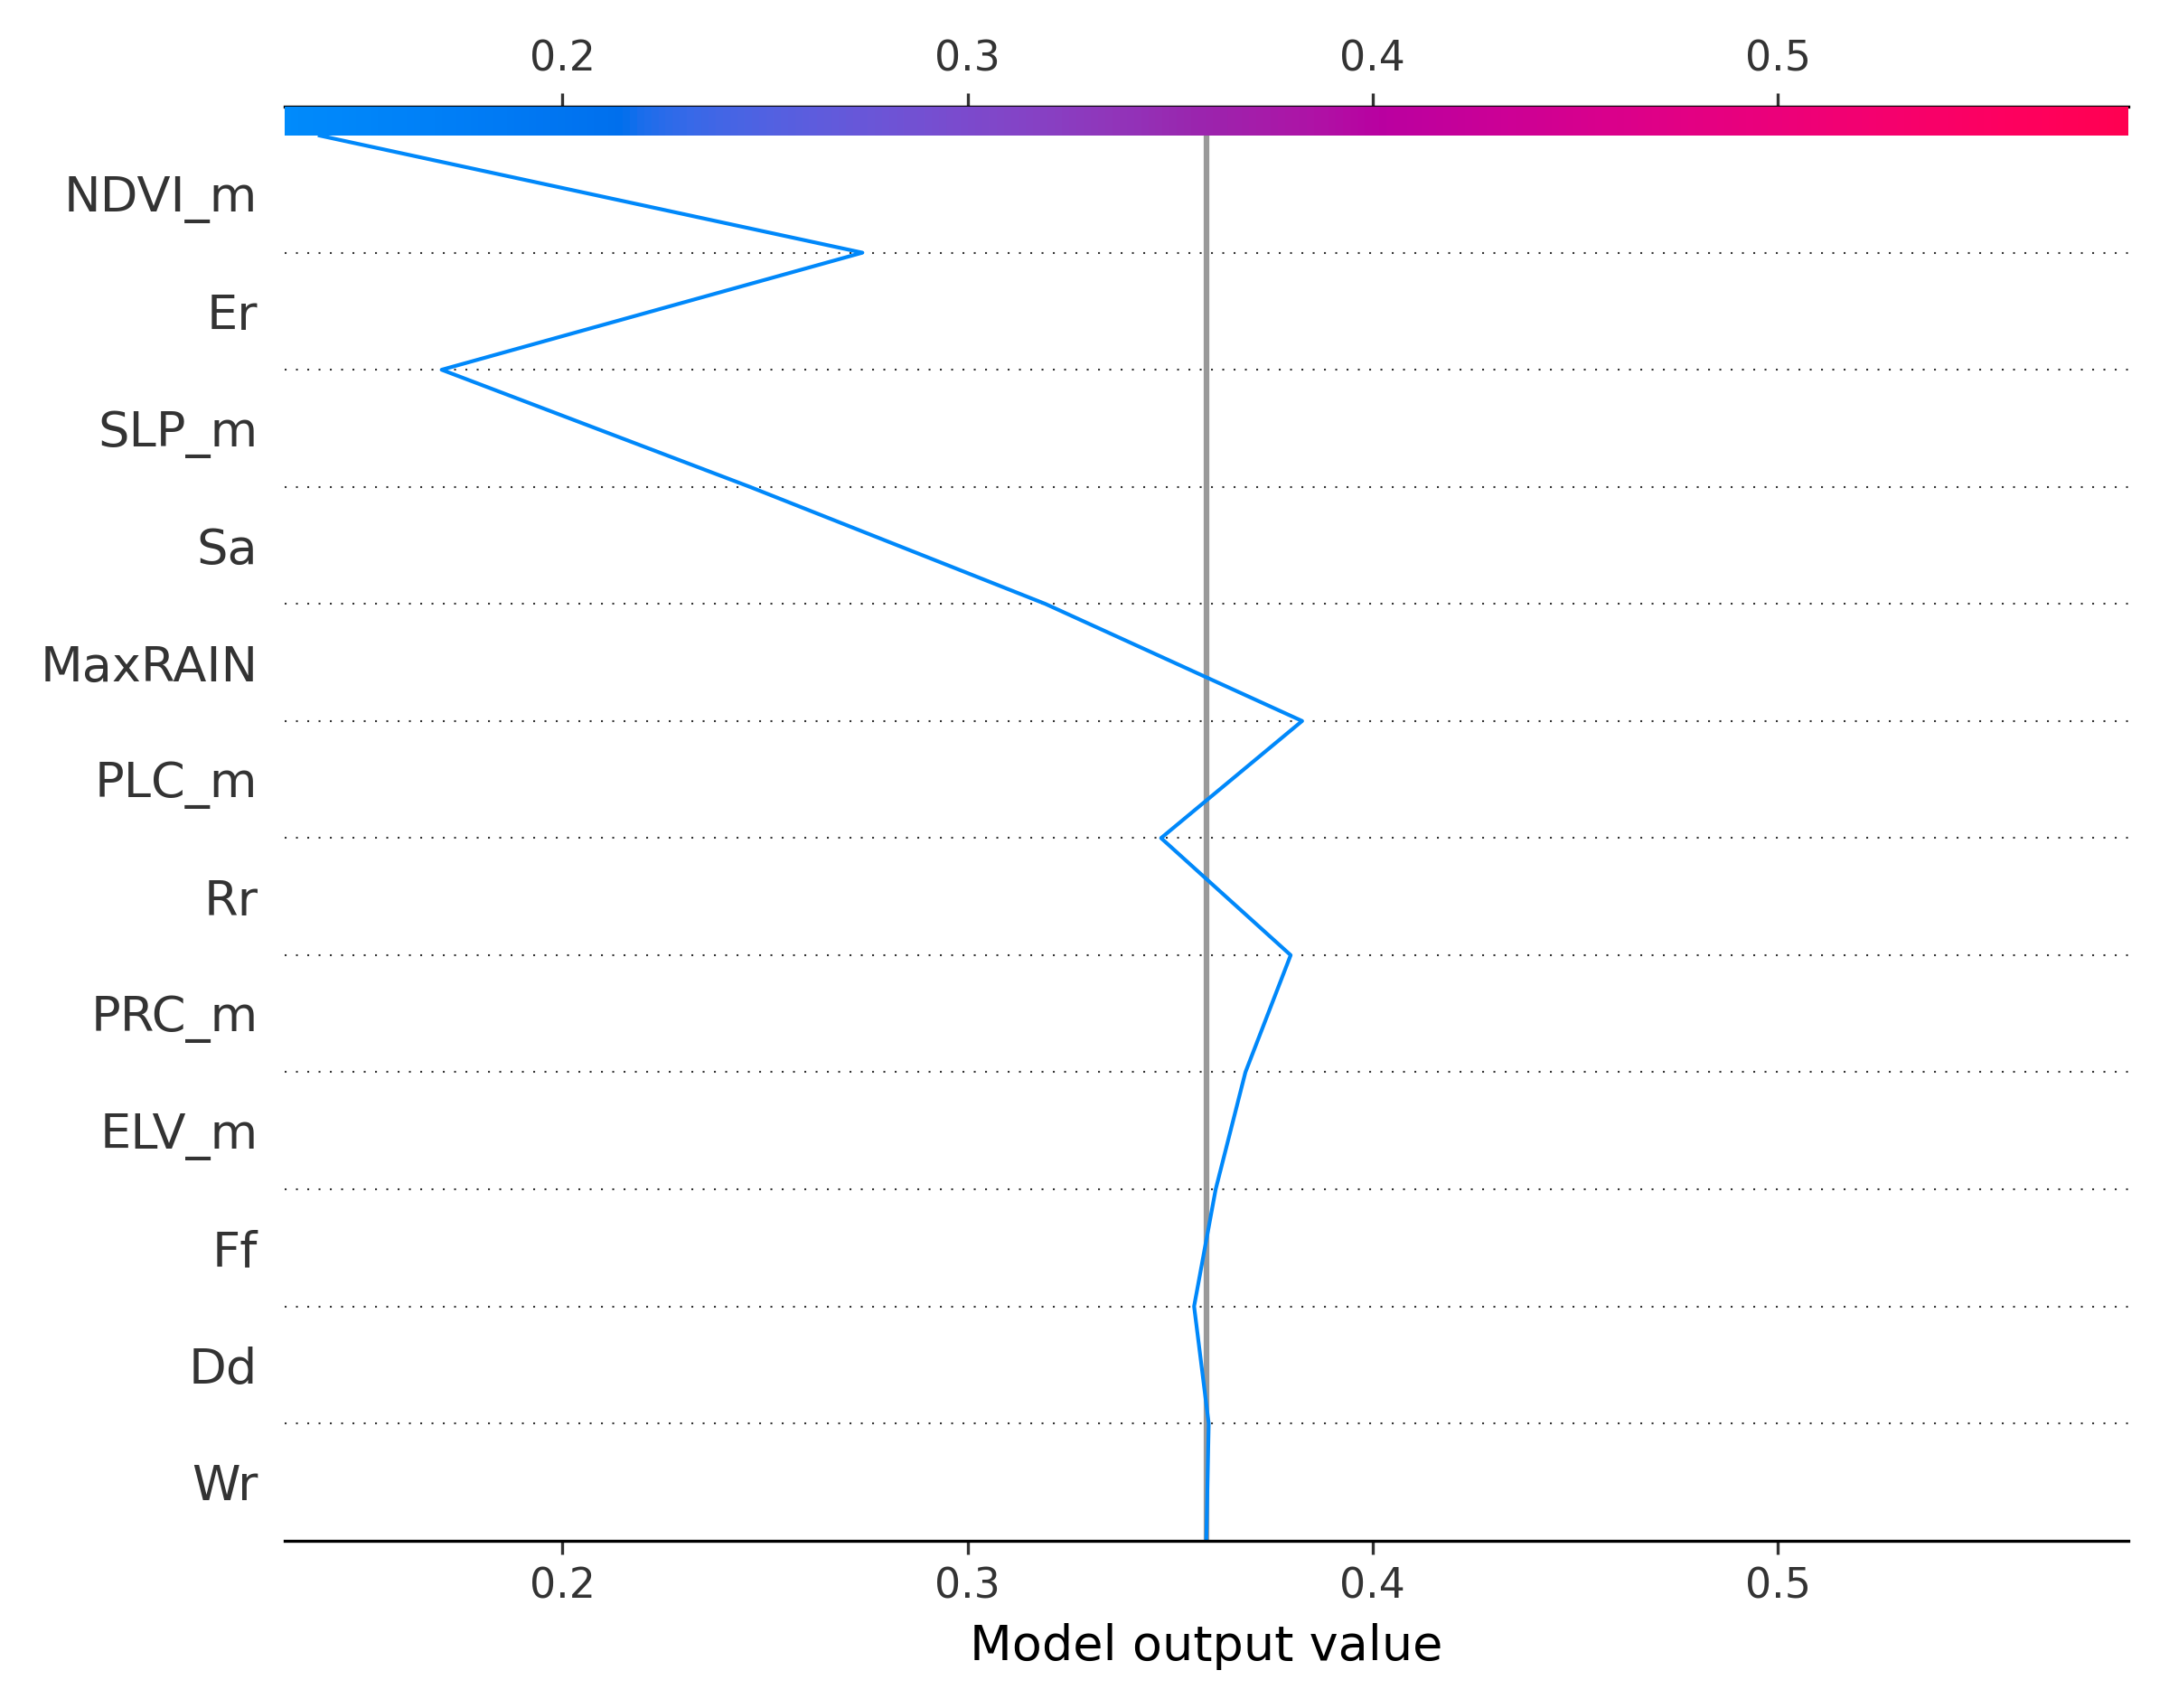 0.2 0.3 0.4 0.5
NDVI_m
Er
SLP_m
Sa
MaxRAIN
PLC_m
Rr
PRC_m
ELV_m
Ff
Dd
Wr
0.2 0.3 0.4 0.5
Model output value